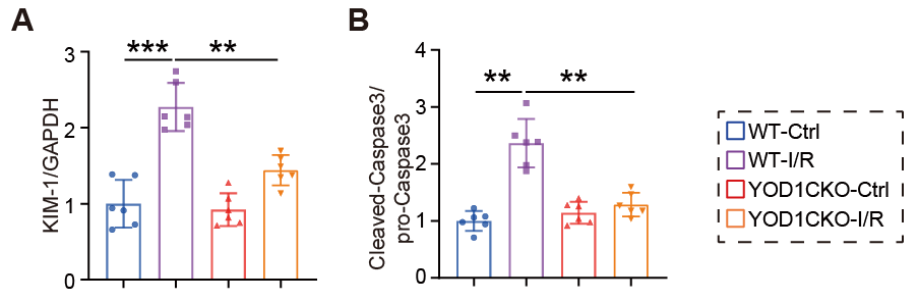 A
KIM-1/GAPDH
3
2
1
0
***
**
B
Cleaved-Caspase3/
pro-Caspase3
4
3
2
1
0
**
**
WT-Ctrl
WT-I/R
YOD1CKO-Ctrl
YOD1CKO-I/R